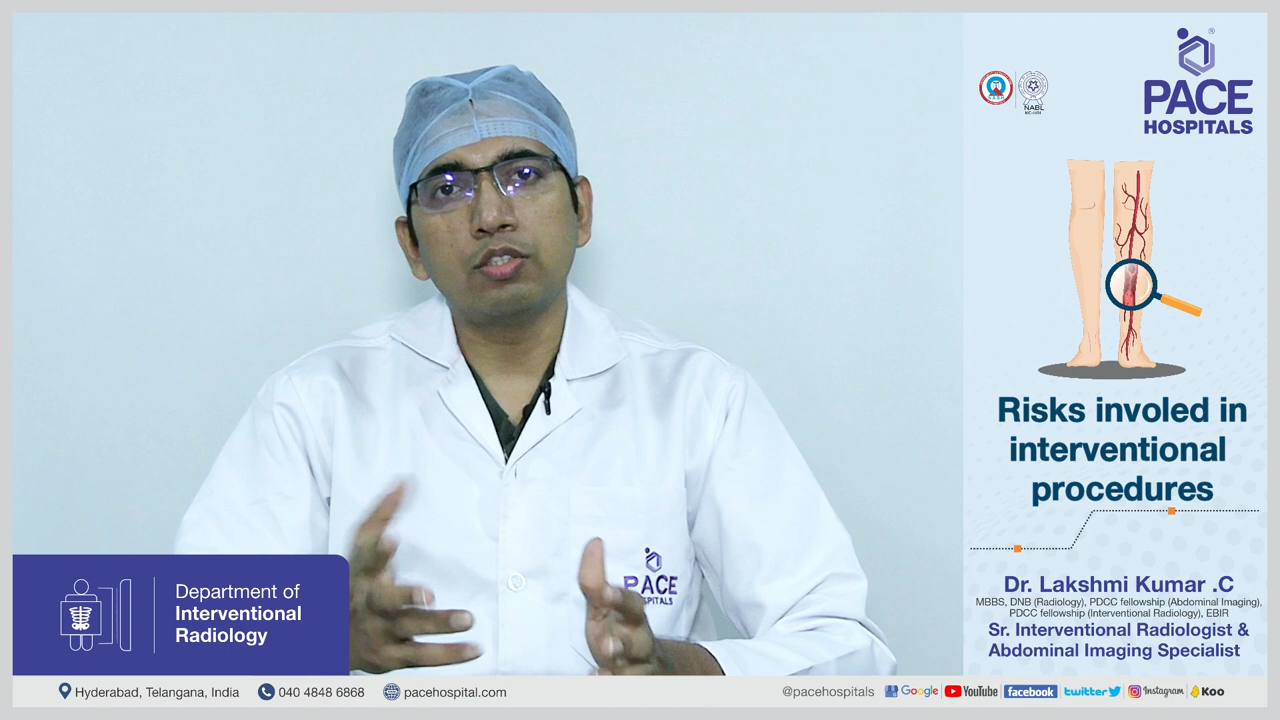 NABL
PACE
HOSPITALS
Risks involed in
interventional
procedures
Dr. Lakshmi Kumar .C
MBBS, DNB (Radiology), PDCC fellowship (Abdominal Imaging),
PDCC fellowship (Interventional Radiology), EBIR
Sr. Interventional Radiologist &
Abdominal Imaging Specialist
PACE
HOSPITALS
Department of
Interventional
Radiology
Hyderabad, Telangana, India 040 4848 6668 pacehospital.com @pacehospitals Google YouTube facebook twitter Instagram Koo